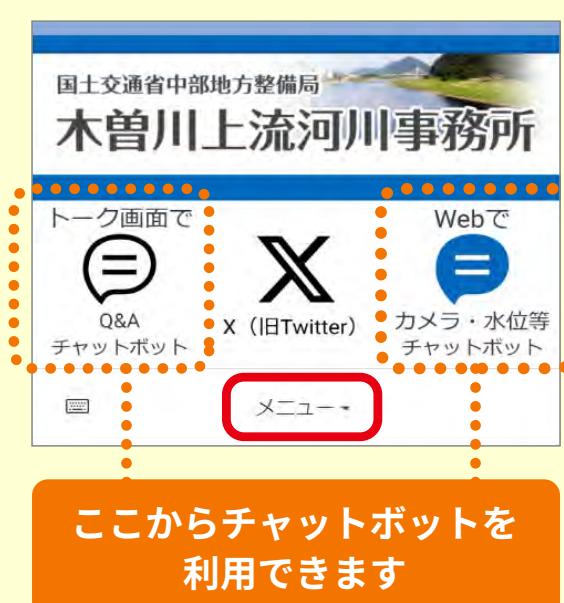 国土交通省中部地方整備局
木曽川上流河川事務所
トーク画面で
Q&A
チャットボット
X（旧Twitter）
Webで
カメラ・水位等
チャットボット
メニュー
ここからチャットボットを
利用できます